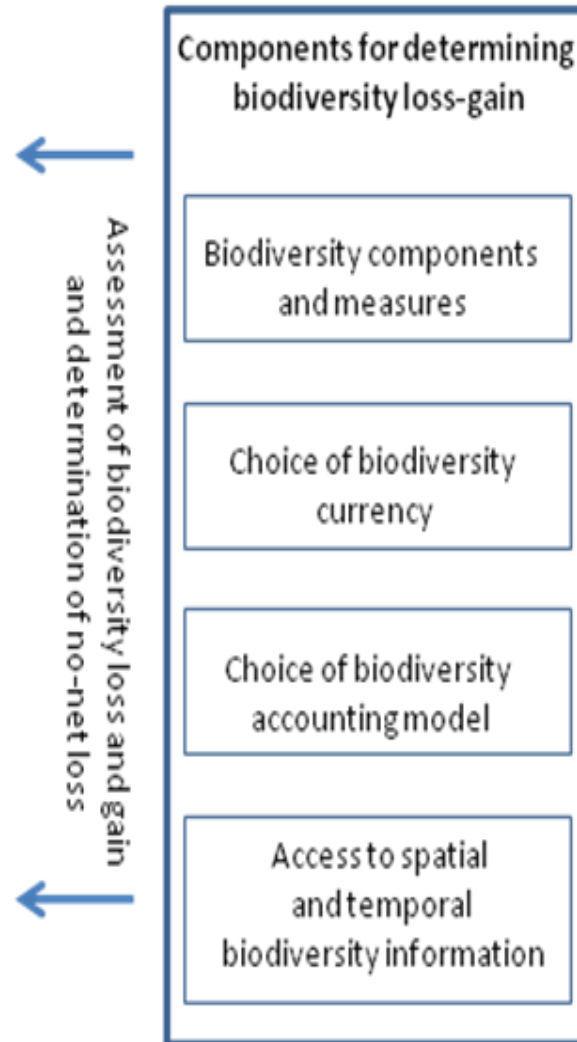 Components for determining
biodiversity loss-gain
Biodiversity components
and measures
Choice of biodiversity
currency
Choice of biodiversity
accounting model
Access to spatial
and temporal
biodiversity information
Assessment of biodiversity loss and gain
and determination of no-net loss